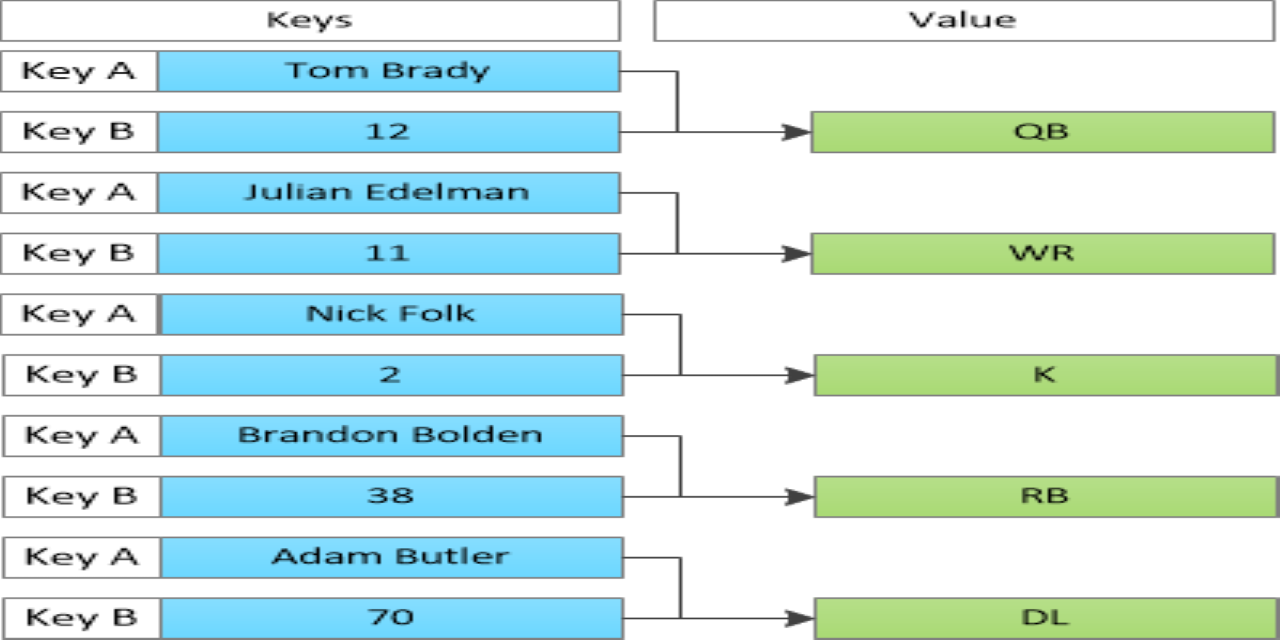 Keys Value
Key A Tom Brady
Key B 12 QB
Key A Julian Edelman
Key B 11 WR
Key A Nick Folk
Key B 2 K
Key A Brandon Bolden
Key B 38 RB
Key A Adam Butler
Key B 70 DL